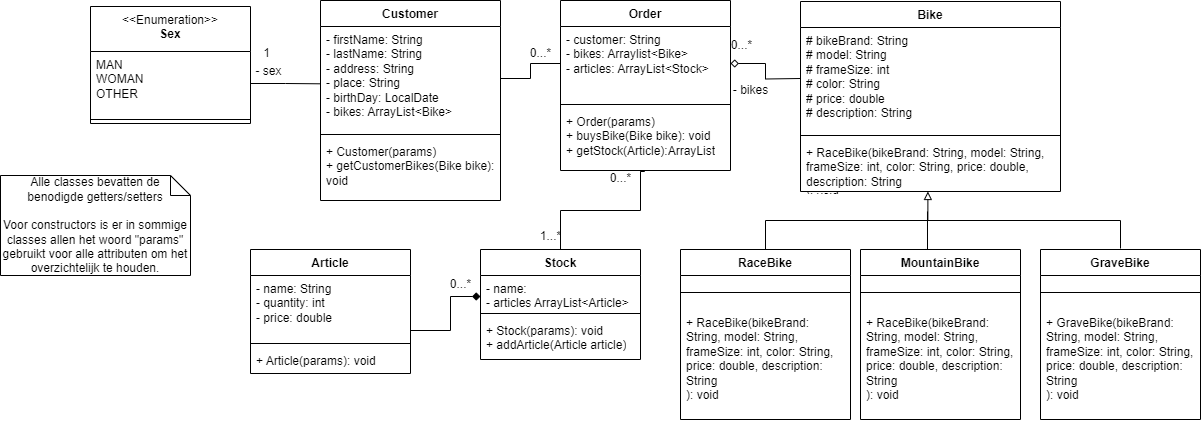 <<Enumeration>>
Sex
MAN
WOMAN
OTHER
1
- sex
Customer
- firstName: String
- lastName: String
- address: String
- place: String
- birthDay: LocalDate
- bikes: ArrayList<Bike>
+ Customer(params)
+ getCustomerBikes(Bike bike):
void
0...*
Order
- customer: String
- bikes: Arraylist<Bike>
- articles: ArrayList<Stock>
+ Order(params)
+ buysBike(Bike bike): void
+ getStock(Article):ArrayList
0...*
- bikes
0...*
1...*
Bike
# bikeBrand: String
# model: String
# frameSize: int
# color: String
# price: double
# description: String
+ RaceBike(bikeBrand: String, model: String,
frameSize: int, color: String, price: double,
description: String
Alle classes bevatten de
benodigde getters/setters
Voor constructors is er in sommige
classes allen het woord "params"
gebruikt voor alle attributen om het
overzichtelijk te houden.
Article
- name: String
- quantity: int
- price: double
+ Article(params): void
0...*
Stock
- name:
- articles ArrayList<Article>
+ Stock(params): void
+ addArticle(Article article)
RaceBike
+ RaceBike(bikeBrand:
String, model: String,
frameSize: int, color: String,
price: double, description:
String
): void
MountainBike
+ RaceBike(bikeBrand:
String, model: String,
frameSize: int, color: String,
price: double, description:
String
): void
GraveBike
+ GraveBike(bikeBrand:
String, model: String,
frameSize: int, color: String,
price: double, description:
String
): void